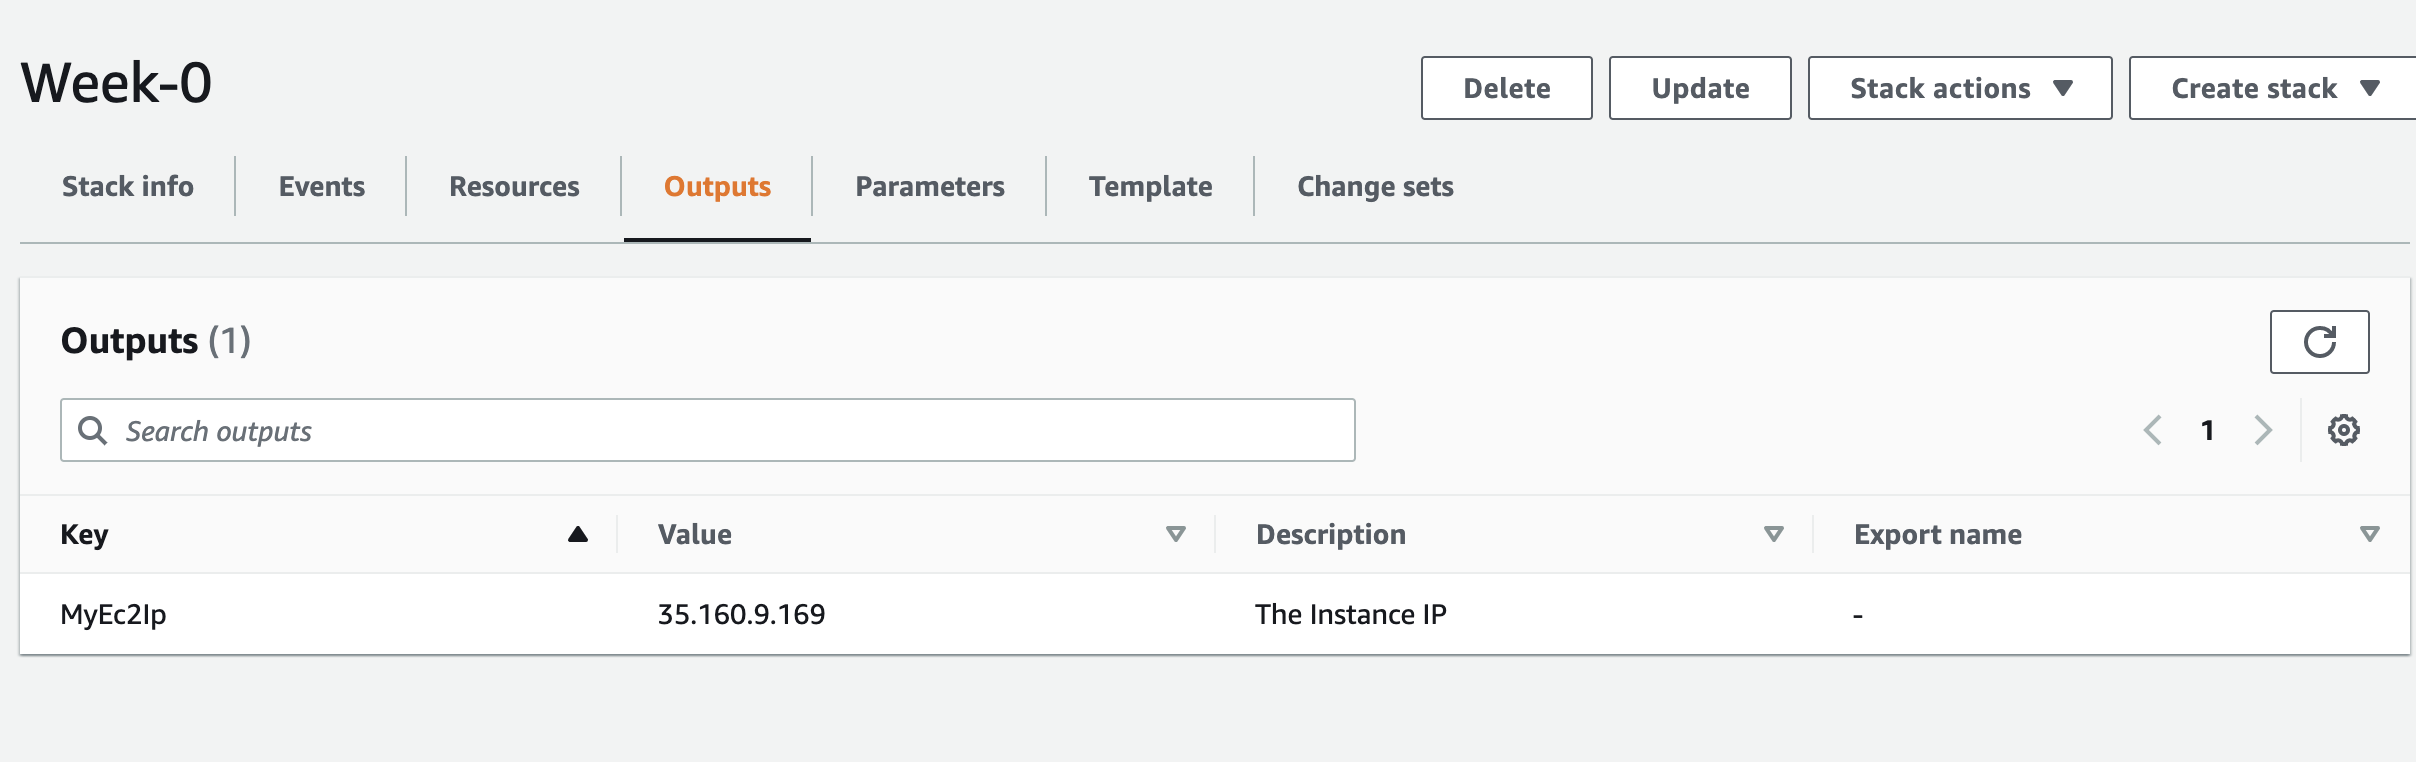 Week-0
Delete
Update
Stack actions
Create stack
Stack info
Events
Resources
Outputs
Parameters
Template
Change sets
Outputs (1)
Search outputs
1
Key
Value
Description
Export name
MyEc2Ip
35.160.9.169
The Instance IP
-